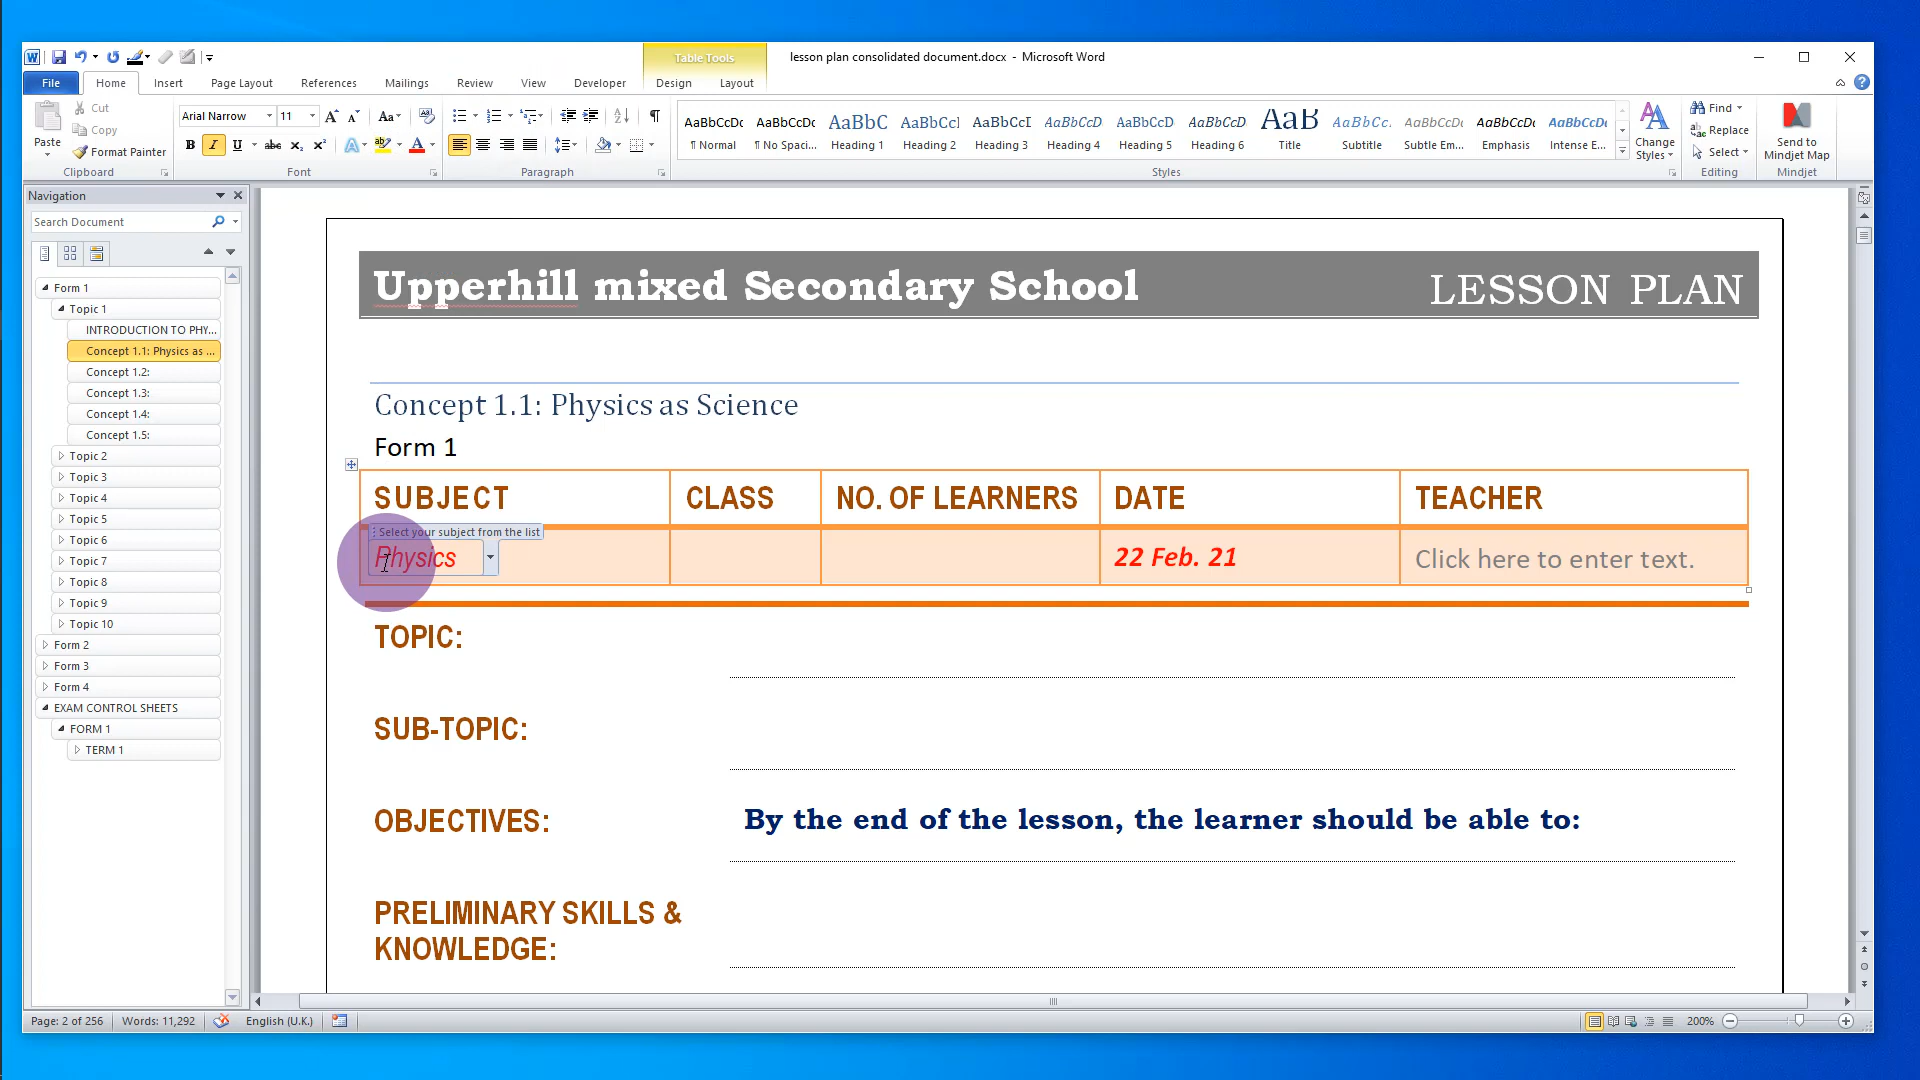 lesson plan consolidated document.docx - Microsoft Word
Table Tools
File Home Insert Page Layout References Mailings Review View Developer Design Layout
Paste
Cut
Copy
Format Painter
Clipboard
Arial Narrow 11
Font
Paragraph
AaBbCcDc AaBbCcDc AaBbC AaBbCcI AaBbCcI AaBbCcD AaBbCcD AaBbCcD AaB AaBbCc. AaBbCcDc AaBbCcDc AaBbCcDc
¶ Normal ¶ No Spaci... Heading 1 Heading 2 Heading 3 Heading 4 Heading 5 Heading 6 Title Subtitle Subtle Em... Emphasis Intense E...
Styles
Change Styles
Find
Replace
Select
Editing
Send to Mindjet Map
Mindjet
Navigation
Search Document
Form 1
Topic 1
INTRODUCTION TO PHY...
Concept 1.1: Physics as ...
Concept 1.2:
Concept 1.3:
Concept 1.4:
Concept 1.5:
Topic 2
Topic 3
Topic 4
Topic 5
Topic 6
Topic 7
Topic 8
Topic 9
Topic 10
Form 2
Form 3
Form 4
EXAM CONTROL SHEETS
FORM 1
TERM 1
Upperhill mixed Secondary School LESSON PLAN
Concept 1.1: Physics as Science
Form 1
SUBJECT CLASS NO. OF LEARNERS DATE TEACHER
Select your subject from the list
Physics 22 Feb. 21 Click here to enter text.
TOPIC:
SUB-TOPIC:
OBJECTIVES: By the end of the lesson, the learner should be able to:
PRELIMINARY SKILLS &
KNOWLEDGE:
Page: 2 of 256 Words: 11,292 English (U.K.) 200%